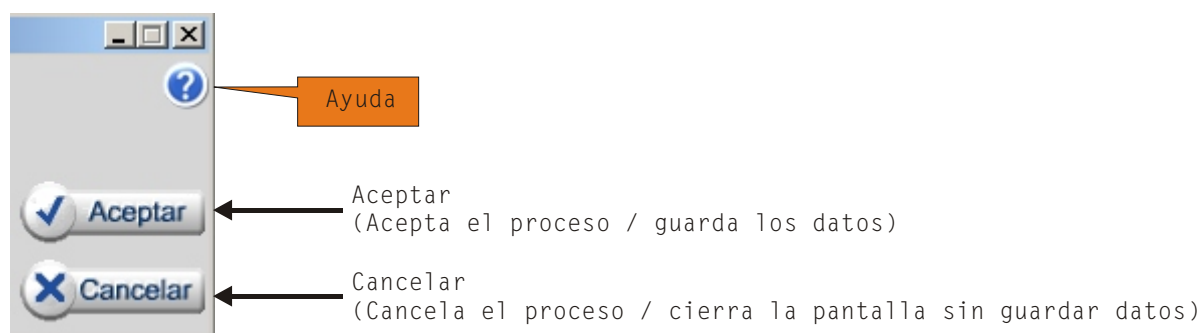 ?
Ayuda
Aceptar
Aceptar
(Acepta el proceso / guarda los datos)
Cancelar
Cancelar
(Cancela el proceso / cierra la pantalla sin guardar datos)